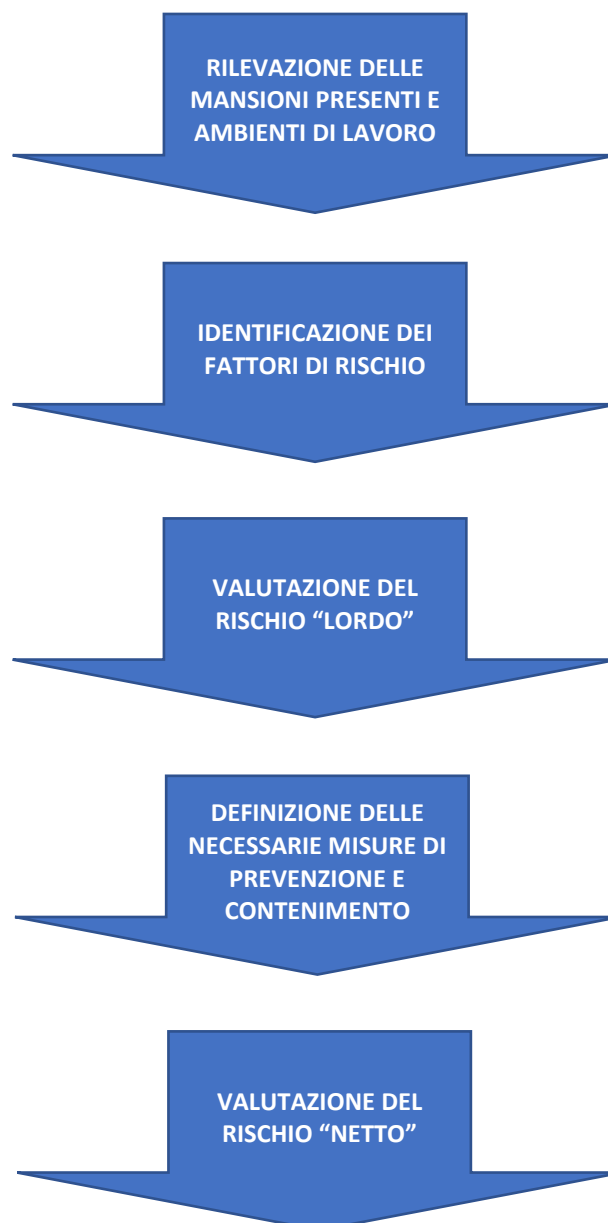 RILEVAZIONE DELLE
MANSIONI PRESENTI E
AMBIENTI DI LAVORO
IDENTIFICAZIONE DEI
FATTORI DI RISCHIO
VALUTAZIONE DEL
RISCHIO “LORDO”
DEFINIZIONE DELLE
NECESSARIE MISURE DI
PREVENZIONE E
CONTENIMENTO
VALUTAZIONE DEL
RISCHIO “NETTO”